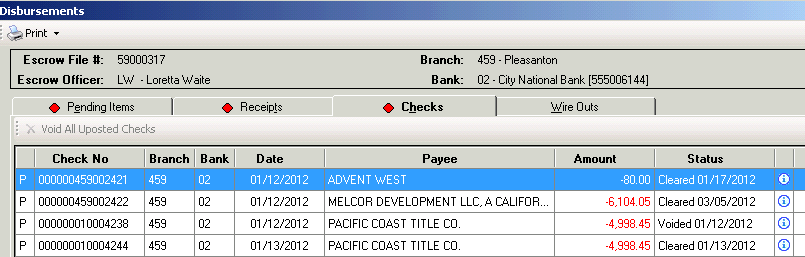 Disbursements
Print
Escrow File #: 59000317 Branch: 459 - Pleasanton
Escrow Officer: LW - Loretta Waite Bank: 02 - City National Bank [555006144]
Pending Items Receipts Checks Wire Outs
Void All Uposted Checks
Check No Branch Bank Date Payee Amount Status
P 000000459002421 459 02 01/12/2012 ADVENT WEST -80.00 Cleared 01/17/2012
P 000000459002422 459 02 01/12/2012 MELCOR DEVELOPMENT LLC, A CALIFOR... -6,104.05 Cleared 03/05/2012
P 000000010004238 459 02 01/12/2012 PACIFIC COAST TITLE CO. -4,998.45 Voided 01/12/2012
P 000000010004244 459 02 01/13/2012 PACIFIC COAST TITLE CO. -4,998.45 Cleared 01/13/2012